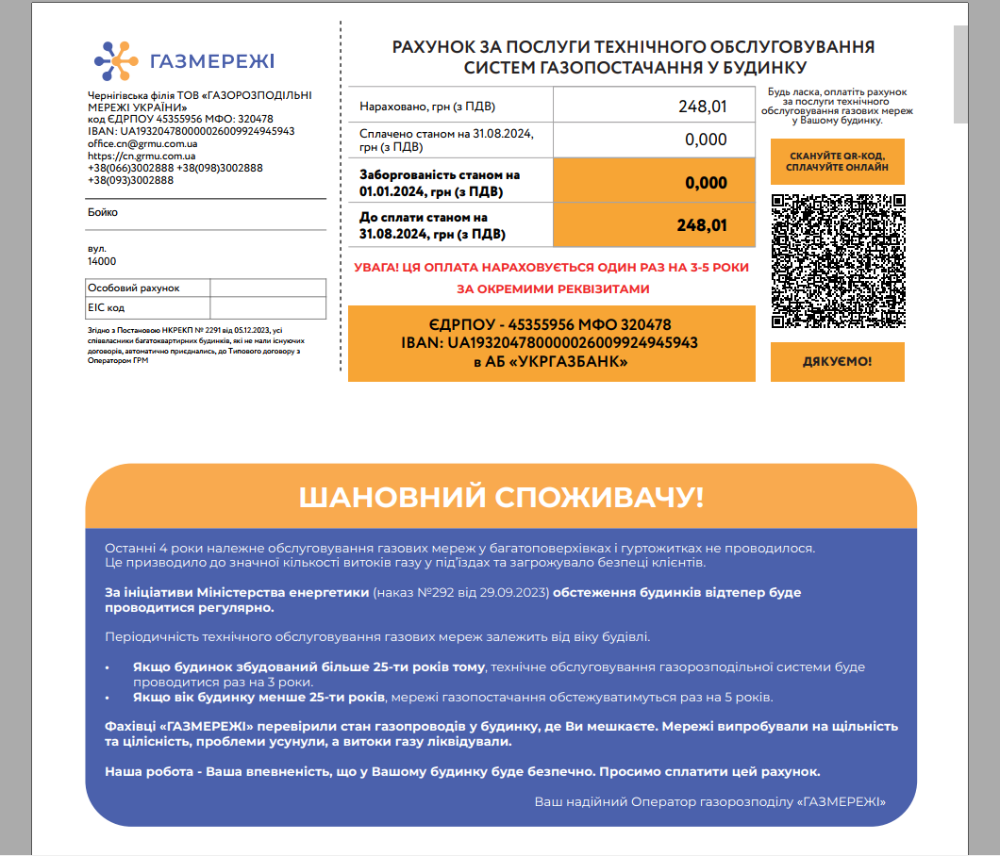 ГАЗМЕРЕЖІ
Чернігівська філія ТОВ «ГАЗОРОЗПОДІЛЬНІ
МЕРЕЖІ УКРАЇНИ»
код ЄДРПОУ 45355956 МФО: 320478
IBAN: UA193204780000026009924945943
office.cn@grmu.com.ua
https://cn.grmu.com.ua
+38(066)3002888 +38(098)3002888
+38(093)3002888
Бойко
вул.
14000
Особовий рахунок
EIC код
Згідно з Постановою НКРЕКП № 2291 від 05.12.2023, усі
співвласники багатоквартирних будинків, які не мали існуючих
договорів, автоматично приєднались, до Типового договору з
Оператором ГРМ
РАХУНОК ЗА ПОСЛУГИ ТЕХНІЧНОГО ОБСЛУГОВУВАННЯ
СИСТЕМ ГАЗОПОСТАЧАННЯ У БУДИНКУ
Нараховано, грн (з ПДВ) 248,01
Сплачено станом на 31.08.2024,
грн (з ПДВ) 0,000
Заборгованість станом на
01.01.2024, грн (з ПДВ) 0,000
До сплати станом на
31.08.2024, грн (з ПДВ) 248,01
УВАГА! ЦЯ ОПЛАТА НАРАХОВУЄТЬСЯ ОДИН РАЗ НА 3-5 РОКИ
ЗА ОКРЕМИМИ РЕКВІЗИТАМИ
ЄДРПОУ - 45355956 МФО 320478
IBAN: UA193204780000026009924945943
в АБ «УКРГАЗБАНК»
Будь ласка, оплатіть рахунок
за послуги технічного
обслуговування газових мереж
у Вашому будинку.
СКАНУЙТЕ QR-КОД,
СПЛАЧУЙТЕ ОНЛАЙН
ДЯКУЄМО!
ШАНОВНИЙ СПОЖИВАЧУ!
Останні 4 роки належне обслуговування газових мереж у багатоповерхівках і гуртожитках не проводилося.
Це призводило до значної кількості витоків газу у під'їздах та загрожувало безпеці клієнтів.
За ініціативи Міністерства енергетики (наказ №292 від 29.09.2023) обстеження будинків відтепер буде
проводитися регулярно.
Періодичність технічного обслуговування газових мереж залежить від віку будівлі.
• Якщо будинок збудований більше 25-ти років тому, технічне обслуговування газорозподільної системи буде
проводитися раз на 3 роки.
• Якщо вік будинку менше 25-ти років, мережі газопостачання обстежуватимуться раз на 5 років.
Фахівці «ГАЗМЕРЕЖІ» перевірили стан газопроводів у будинку, де Ви мешкаєте. Мережі випробували на щільність
та цілісність, проблеми усунули, а витоки газу ліквідували.
Наша робота - Ваша впевненість, що у Вашому будинку буде безпечно. Просимо сплатити цей рахунок.
Ваш надійний Оператор газорозподілу «ГАЗМЕРЕЖІ»